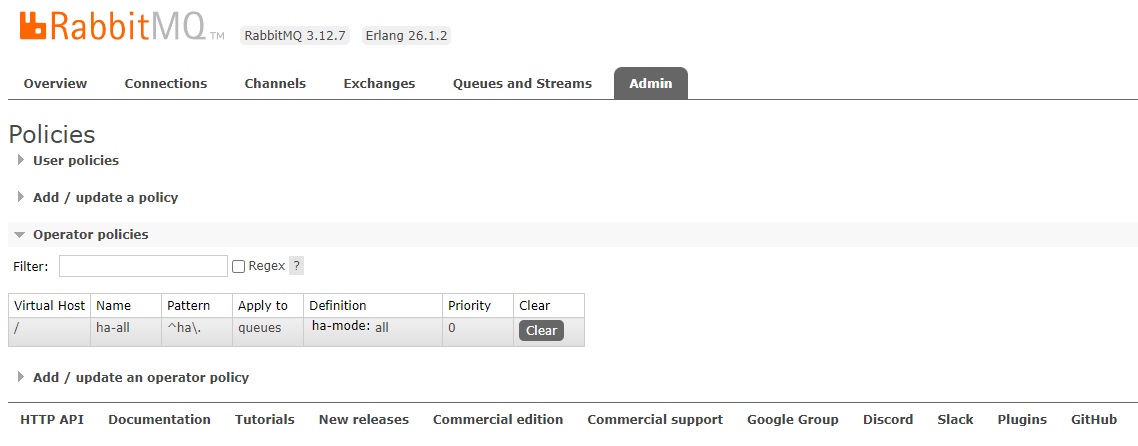 RabbitMQ TM RabbitMQ 3.12.7 Erlang 26.1.2
Overview Connections Channels Exchanges Queues and Streams Admin
Policies
User policies
Add / update a policy
Operator policies
Filter: Regex ?
Virtual Host Name Pattern Apply to Definition Priority Clear
/ ha-all ^ha\. queues ha-mode: all 0 Clear
Add / update an operator policy
HTTP API Documentation Tutorials New releases Commercial edition Commercial support Google Group Discord Slack Plugins GitHub